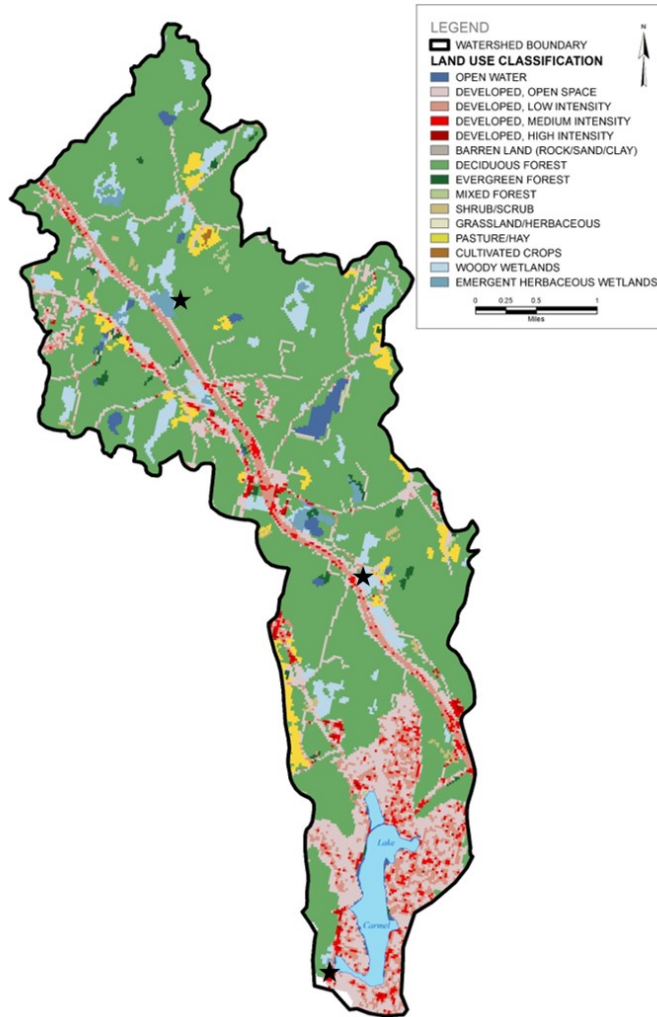 LEGEND
WATERSHED BOUNDARY
LAND USE CLASSIFICATION
OPEN WATER
DEVELOPED, OPEN SPACE
DEVELOPED, LOW INTENSITY
DEVELOPED, MEDIUM INTENSITY
DEVELOPED, HIGH INTENSITY
BARREN LAND (ROCK/SAND/CLAY)
DECIDUOUS FOREST
EVERGREEN FOREST
MIXED FOREST
SHRUB/SCRUB
GRASSLAND/HERBACEOUS
PASTURE/HAY
CULTIVATED CROPS
WOODY WETLANDS
EMERGENT HERBACEOUS WETLANDS
0 0.25 0.5 1
Miles
N
Lake
Carmel